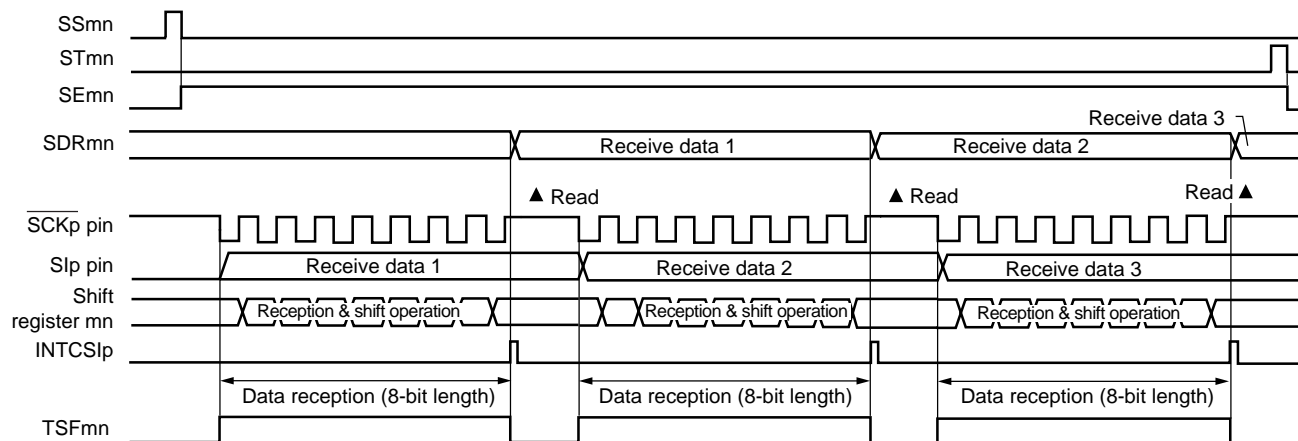 SSmn
STmn
SEmn
Receive data 3
SDRmn
Receive data 1
Receive data 2
▲ Read
▲ Read
Read ▲
SCKp pin
SIp pin
Receive data 1
Receive data 2
Receive data 3
Shift
register mn
Reception & shift operation
Reception & shift operation
Reception & shift operation
INTCSIp
Data reception (8-bit length)
Data reception (8-bit length)
Data reception (8-bit length)
TSFmn